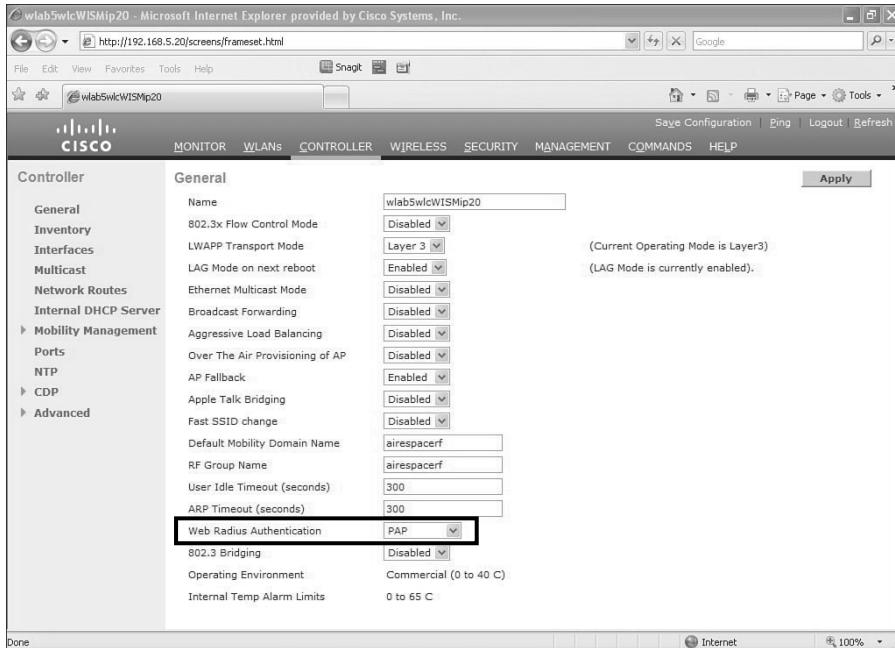 wlab5wlcWISMip20 - Microsoft Internet Explorer provided by Cisco Systems, Inc.
http://192.168.5.20/screens/frameset.html
Google
File Edit View Favorites Tools Help
Snagit
wlab5wlcWISMip20
Page Tools
Save Configuration Ping Logout Refresh
CISCO
MONITOR WLANs CONTROLLER WIRELESS SECURITY MANAGEMENT COMMANDS HELP
Controller
General
Inventory
Interfaces
Multicast
Network Routes
Internal DHCP Server
Mobility Management
Ports
NTP
CDP
Advanced
General
Apply
Name wlab5wlcWISMip20
802.3x Flow Control Mode Disabled
LWAPP Transport Mode Layer 3 (Current Operating Mode is Layer3)
LAG Mode on next reboot Enabled (LAG Mode is currently enabled).
Ethernet Multicast Mode Disabled
Broadcast Forwarding Disabled
Aggressive Load Balancing Disabled
Over The Air Provisioning of AP Disabled
AP Fallback Enabled
Apple Talk Bridging Disabled
Fast SSID change Disabled
Default Mobility Domain Name airespacerf
RF Group Name airespacerf
User Idle Timeout (seconds) 300
ARP Timeout (seconds) 300
Web Radius Authentication PAP
802.3 Bridging Disabled
Operating Environment Commercial (0 to 40 C)
Internal Temp Alarm Limits 0 to 65 C
Done
Internet
100%